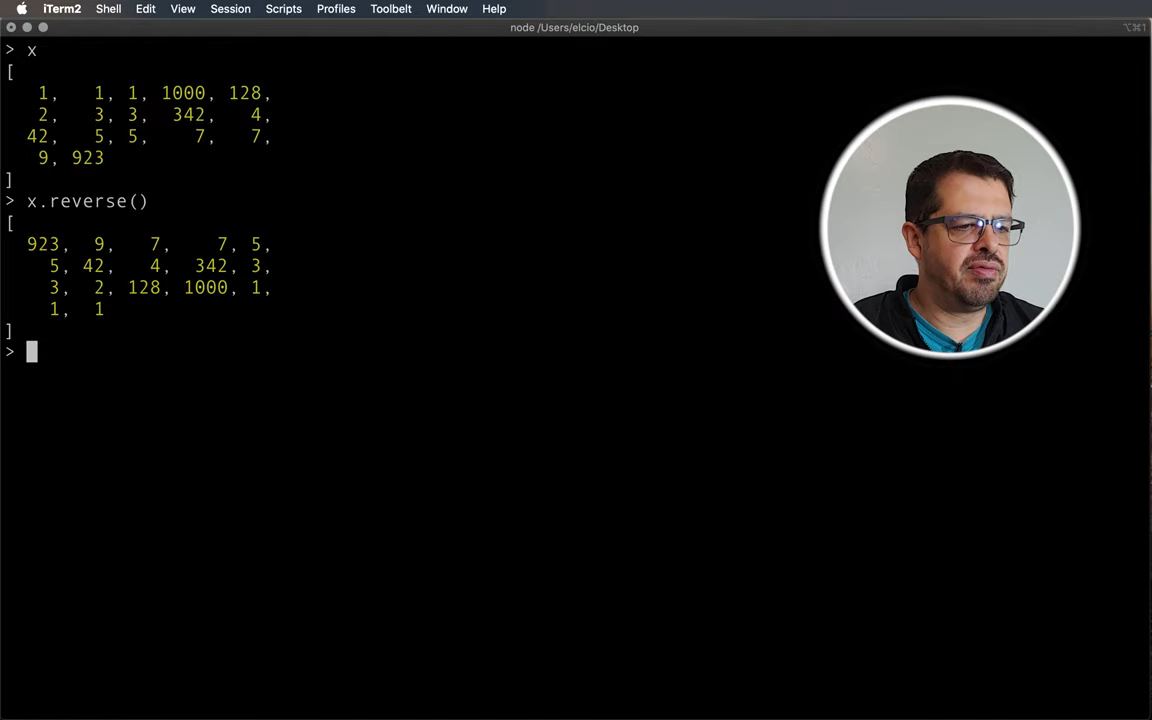 iTerm2 Shell Edit View Session Scripts Profiles Toolbelt Window Help
node /Users/elcio/Desktop ⌥⌘1
> x
[
1, 1, 1, 1000, 128,
2, 3, 3, 342, 4,
42, 5, 5, 7, 7,
9, 923
]
> x.reverse()
[
923, 9, 7, 7, 5,
5, 42, 4, 342, 3,
3, 2, 128, 1000, 1,
1, 1
]
>